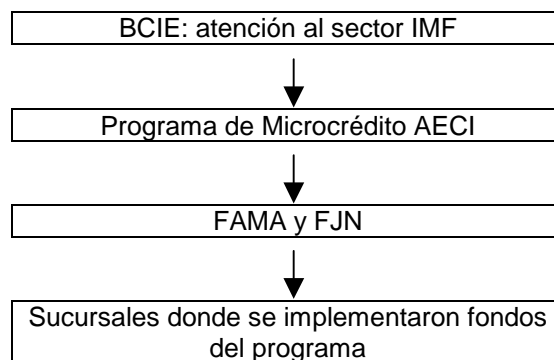 BCIE: atención al sector IMF
Programa de Microcrédito AECI
FAMA y FJN
Sucursales donde se implementaron fondos
del programa